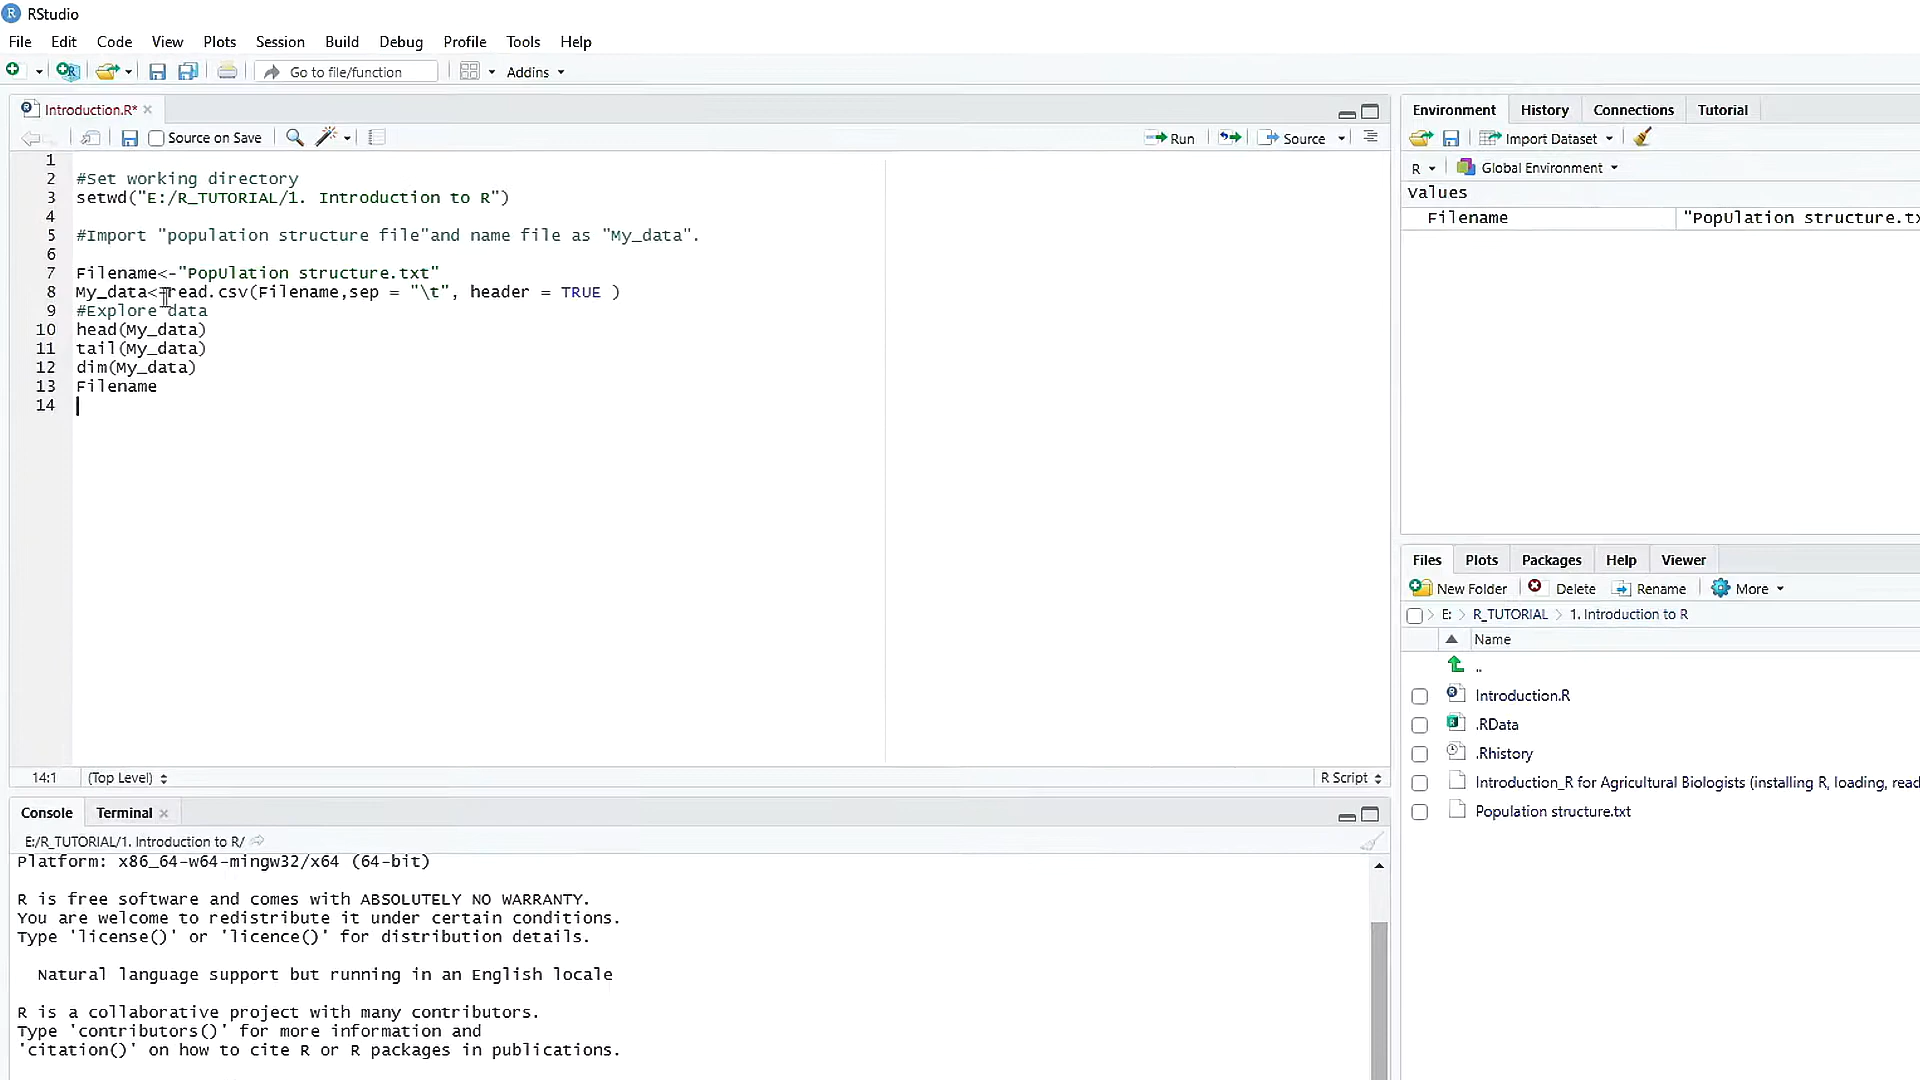 RStudio
File Edit Code View Plots Session Build Debug Profile Tools Help
Go to file/function Addins
Introduction.R*
Source on Save Run Source
1
2 #Set working directory
3 setwd("E:/R_TUTORIAL/1. Introduction to R")
4
5 #Import "population structure file"and name file as "My_data".
6
7 Filename<-"PopUlation structure.txt"
8 My_data<-read.csv(Filename,sep = "\t", header = TRUE )
9 #Explore data
10 head(My_data)
11 tail(My_data)
12 dim(My_data)
13 Filename
14
14:1 (Top Level) R Script
Console Terminal
E:/R_TUTORIAL/1. Introduction to R/
Platform: x86_64-w64-mingw32/x64 (64-bit)
R is free software and comes with ABSOLUTELY NO WARRANTY.
You are welcome to redistribute it under certain conditions.
Type 'license()' or 'licence()' for distribution details.
Natural language support but running in an English locale
R is a collaborative project with many contributors.
Type 'contributors()' for more information and
'citation()' on how to cite R or R packages in publications.
Environment History Connections Tutorial
Import Dataset
R Global Environment
Values
Filename "PopUlation structure.tx
Files Plots Packages Help Viewer
New Folder Delete Rename More
E: R_TUTORIAL 1. Introduction to R
Name
..
Introduction.R
.RData
.Rhistory
Introduction_R for Agricultural Biologists (installing R, loading, read
Population structure.txt